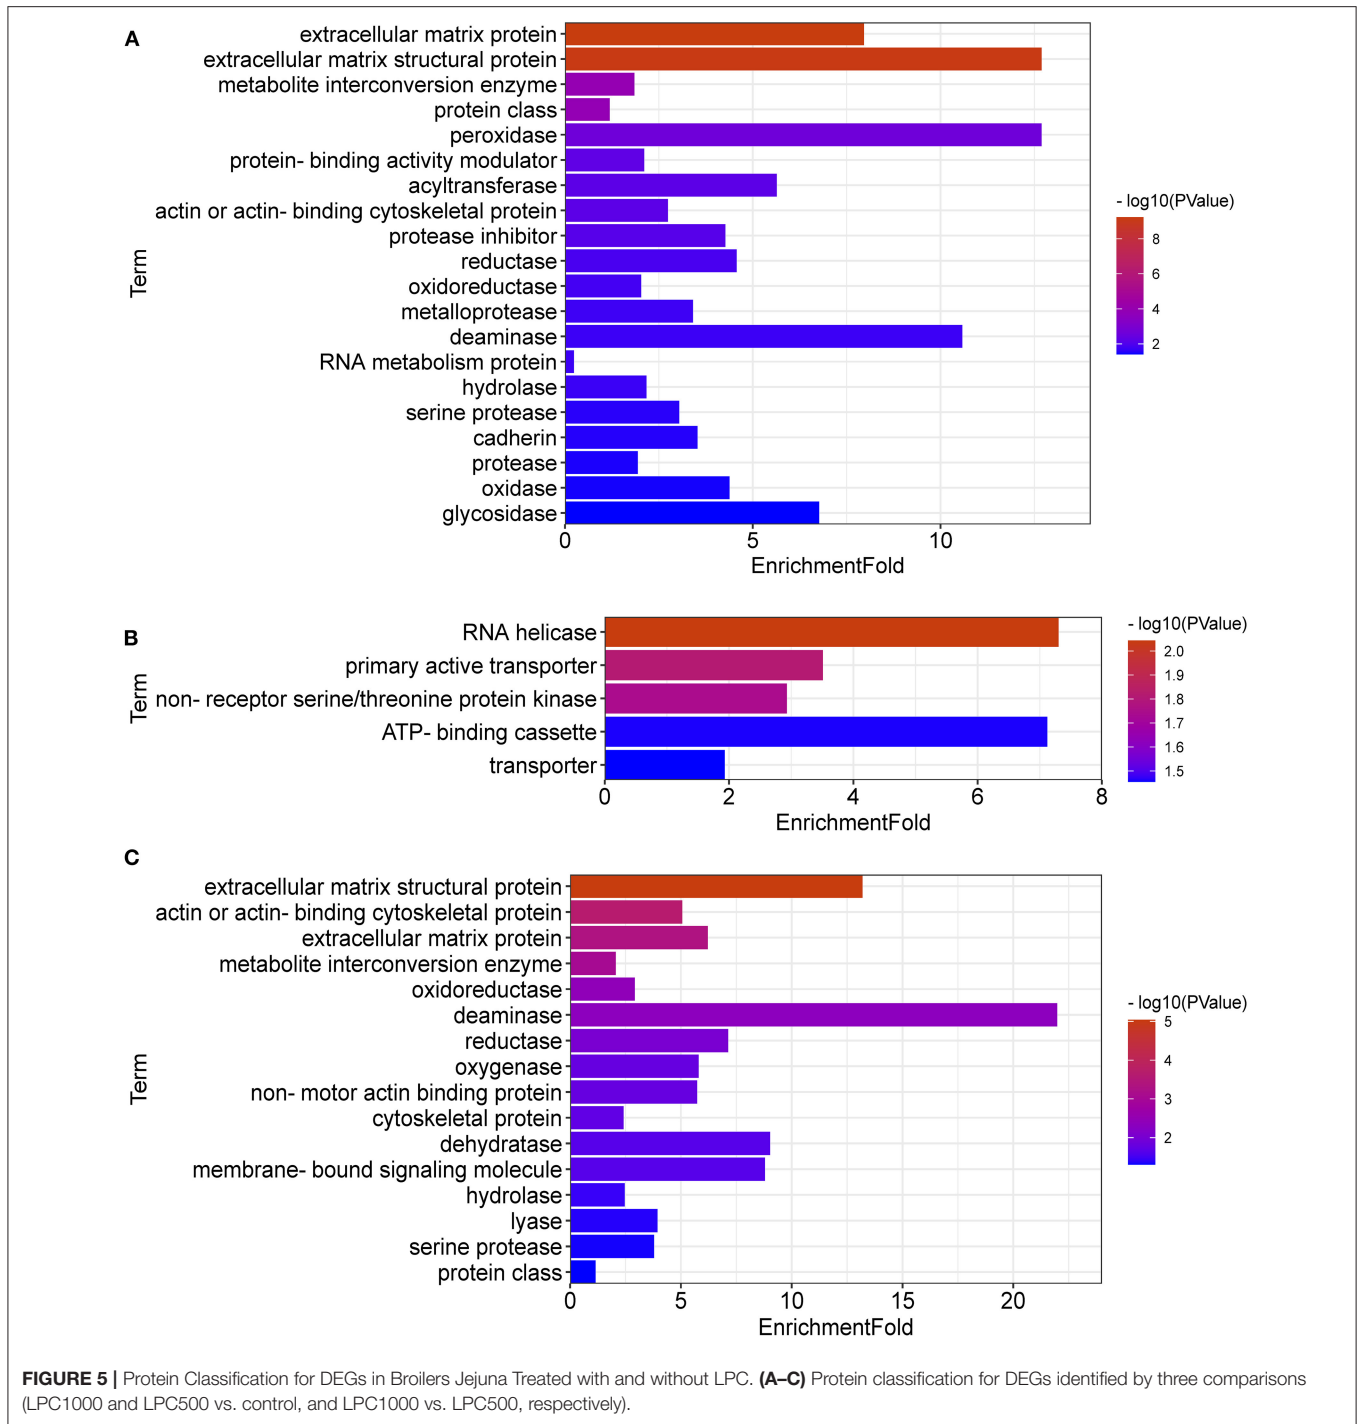 A
extracellular matrix protein
extracellular matrix structural protein
metabolite interconversion enzyme
protein class
peroxidase
protein- binding activity modulator
acyltransferase
actin or actin- binding cytoskeletal protein
protease inhibitor
reductase
oxidoreductase
metalloprotease
deaminase
RNA metabolism protein
hydrolase
serine protease
cadherin
protease
oxidase
glycosidase
Term
0 5 10
EnrichmentFold
- log10(PValue)
8
6
4
2
B
RNA helicase
primary active transporter
non- receptor serine/threonine protein kinase
ATP- binding cassette
transporter
Term
0 2 4 6 8
EnrichmentFold
- log10(PValue)
2.0
1.9
1.8
1.7
1.6
1.5
C
extracellular matrix structural protein
actin or actin- binding cytoskeletal protein
extracellular matrix protein
metabolite interconversion enzyme
oxidoreductase
deaminase
reductase
oxygenase
non- motor actin binding protein
cytoskeletal protein
dehydratase
membrane- bound signaling molecule
hydrolase
lyase
serine protease
protein class
Term
0 5 10 15 20
EnrichmentFold
- log10(PValue)
5
4
3
2
FIGURE 5 | Protein Classification for DEGs in Broilers Jejuna Treated with and without LPC. (A–C) Protein classification for DEGs identified by three comparisons
(LPC1000 and LPC500 vs. control, and LPC1000 vs. LPC500, respectively).